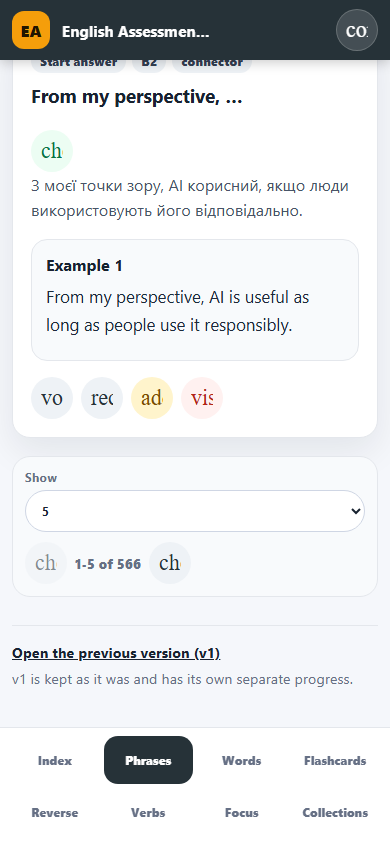 EA English Assessmen...
Start answer B2 connector
From my perspective, ...
ch
З моєї точки зору, AI корисний, якщо люди
використовують його відповідально.
Example 1
From my perspective, AI is useful as
long as people use it responsibly.
vo rec ad vis
Show
5
ch 1-5 of 566 ch
Open the previous version (v1)
v1 is kept as it was and has its own separate progress.
Index Phrases Words Flashcards
Reverse Verbs Focus Collections